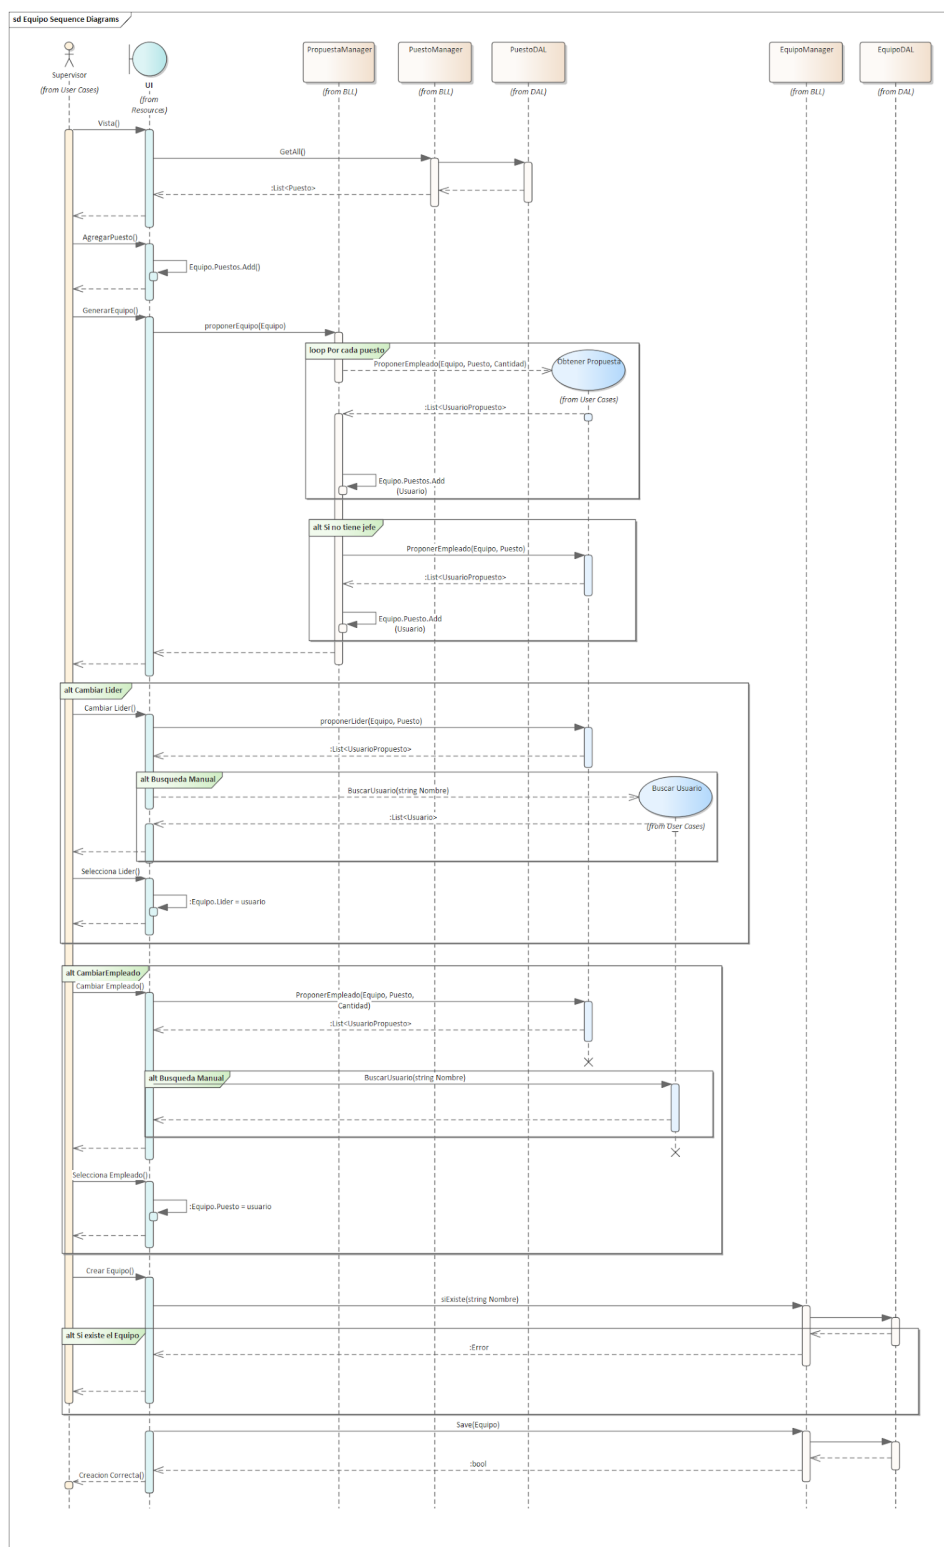 sd Equipo Sequence Diagrams
Supervisor
(from User Cases)
UI
(from
Resources)
PropuestaManager
(from BLL)
PuestoManager
(from BLL)
PuestoDAL
(from DAL)
EquipoManager
(from BLL)
EquipoDAL
(from DAL)
Vista()
GetAll()
:List<Puesto>
AgregarPuesto()
Equipo.Puestos.Add()
GenerarEquipo()
proponerEquipo(Equipo)
loop Por cada puesto
ProponerEmpleado(Equipo, Puesto, Cantidad)
Obtener Propuesta
(from User Cases)
:List<UsuarioPropuesto>
Equipo.Puestos.Add
(Usuario)
alt Si no tiene jefe
ProponerEmpleado(Equipo, Puesto)
:List<UsuarioPropuesto>
Equipo.Puesto.Add
(Usuario)
alt Cambiar Lider
Cambiar Lider()
proponerLider(Equipo, Puesto)
:List<UsuarioPropuesto>
alt Busqueda Manual
BuscarUsuario(string Nombre)
Buscar Usuario
:List<Usuario>
(from User Cases)
Selecciona Lider()
:Equipo.Lider = usuario
alt CambiarEmpleado
Cambiar Empleado()
ProponerEmpleado(Equipo, Puesto,
Cantidad)
:List<UsuarioPropuesto>
alt Busqueda Manual
BuscarUsuario(string Nombre)
Selecciona Empleado()
:Equipo.Puesto = usuario
Crear Equipo()
siExiste(string Nombre)
alt Si existe el Equipo
:Error
Save(Equipo)
:bool
Creacion Correcta()